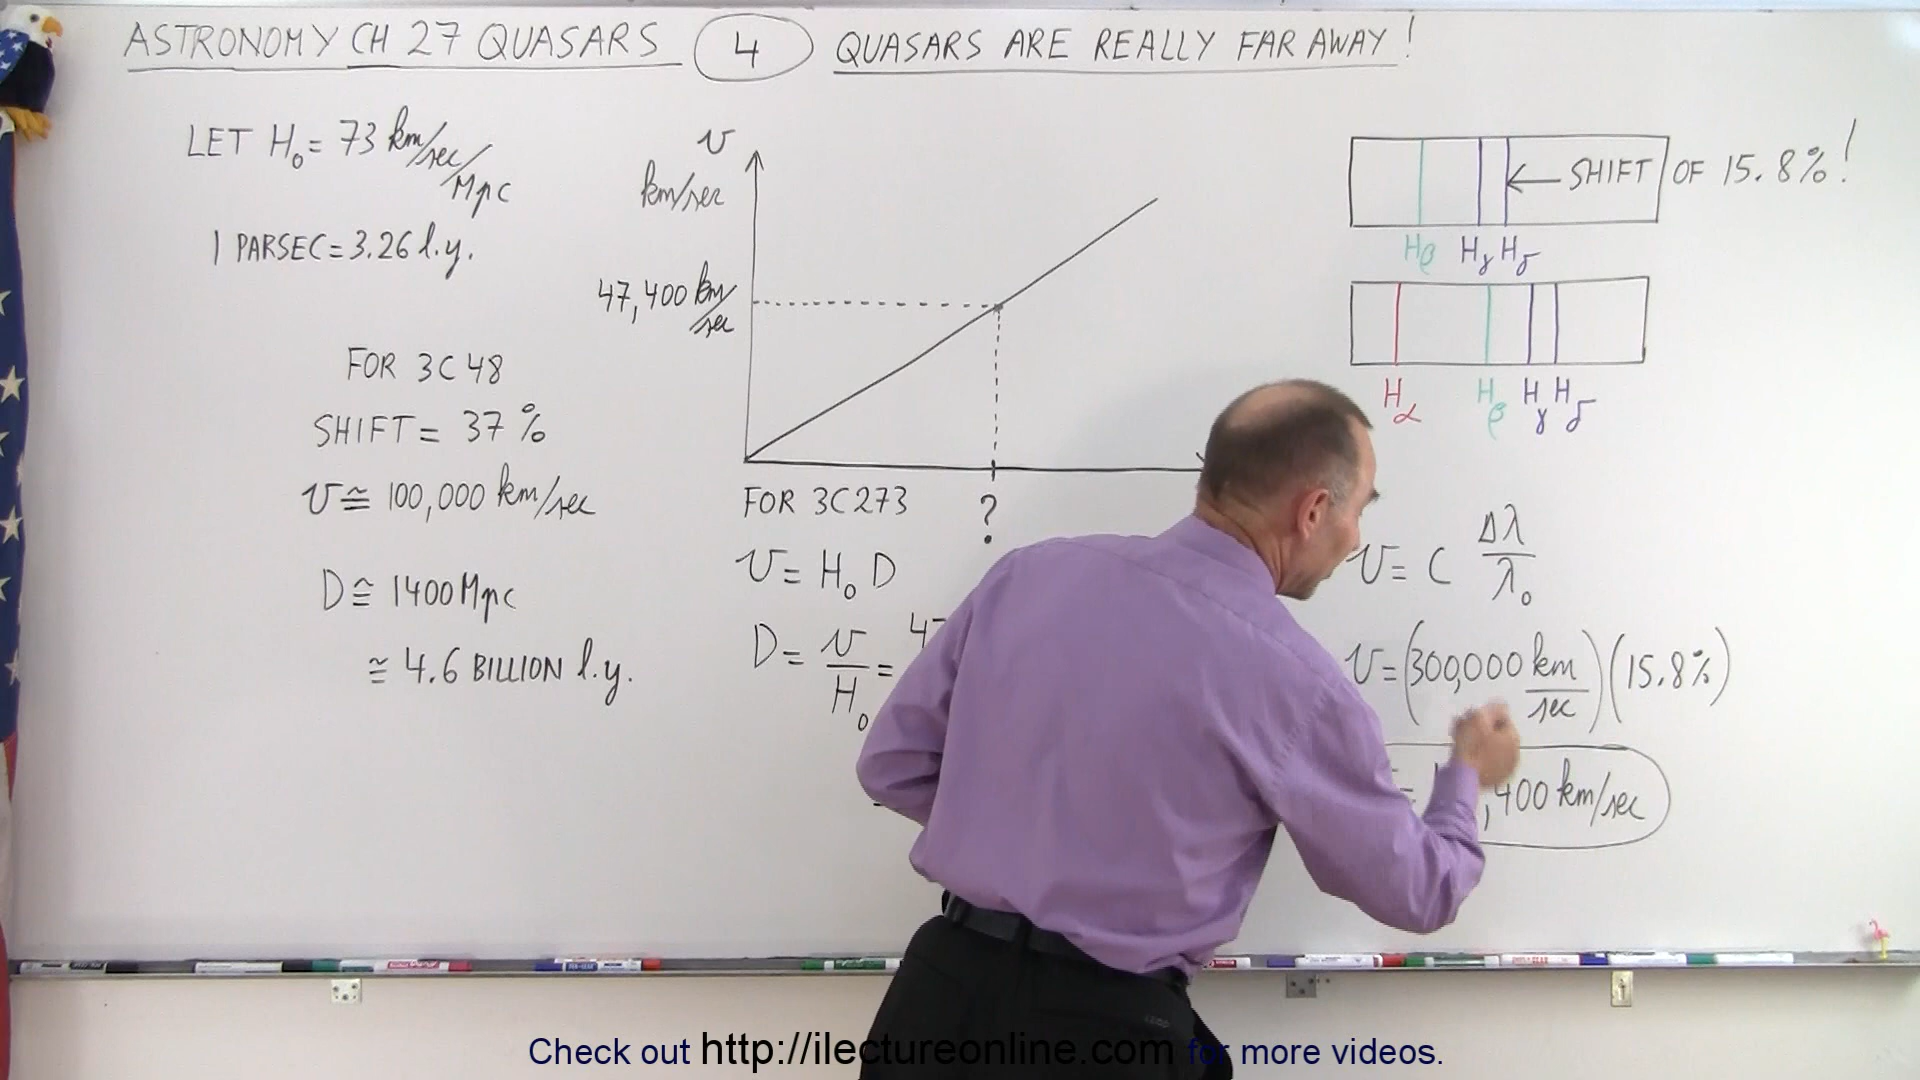 ASTRONOMY CH 27 QUASARS 4 QUASARS ARE REALLY FAR AWAY!
LET H₀ = 73 km/sec/Mpc
1 PARSEC = 3.26 l.y.
FOR 3C48
SHIFT = 37 %
v ≅ 100,000 km/sec
D ≅ 1400 Mpc
≅ 4.6 BILLION l.y.
v
km/sec
47,400 km/sec
?
FOR 3C273
v = H₀ D
D = v/H₀ =
SHIFT OF 15.8%!
Hβ Hγ Hδ
Hα Hβ Hγ Hδ
v = C Δλ/λ₀
v = (300,000 km/sec)(15.8%)
,400 km/sec
Check out http://ilectureonline.com for more videos.